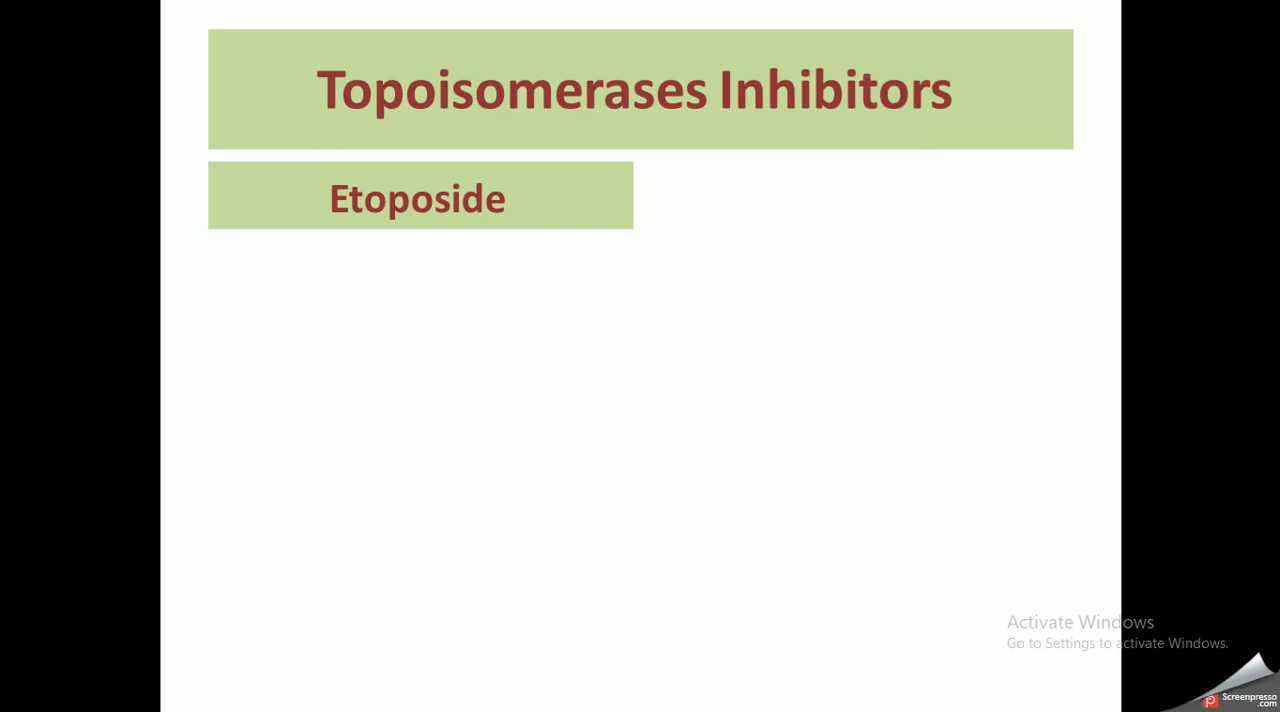 Topoisomerases Inhibitors
Etoposide
Activate Windows
Go to Settings to activate Windows.
Screenpresso
.com